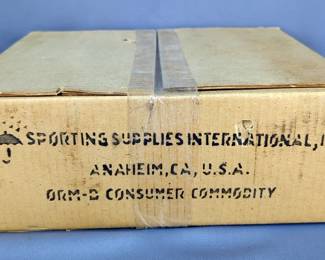 SPORTING SUPPLIES INTERNATIONAL, I
ANAHEIM, CA, U.S.A.
ORM-D CONSUMER COMMODITY